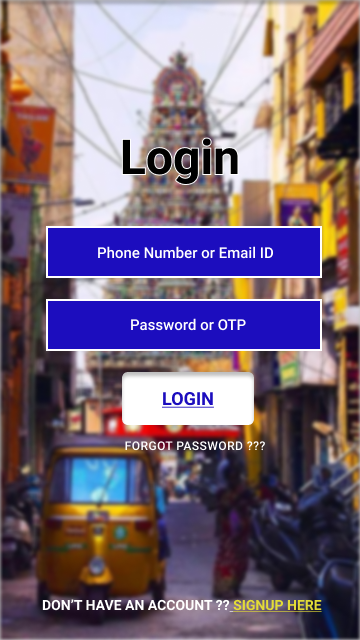 Login
Phone Number or Email ID
Password or OTP
LOGIN
FORGOT PASSWORD ???
DON'T HAVE AN ACCOUNT ?? SIGNUP HERE